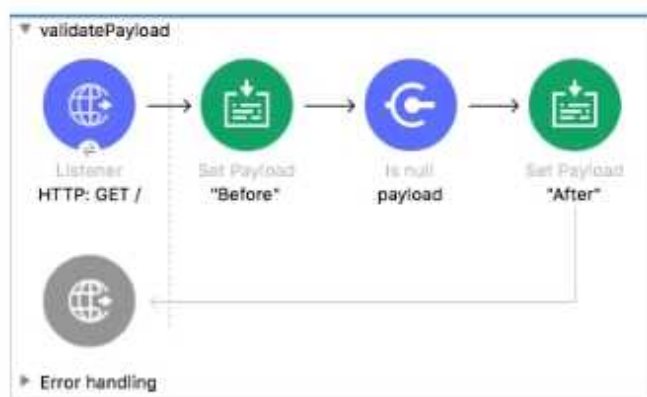 validatePayload
Listener
HTTP: GET /
Set Payload
"Before"
Is null
payload
Set Payload
"After"
Error handling